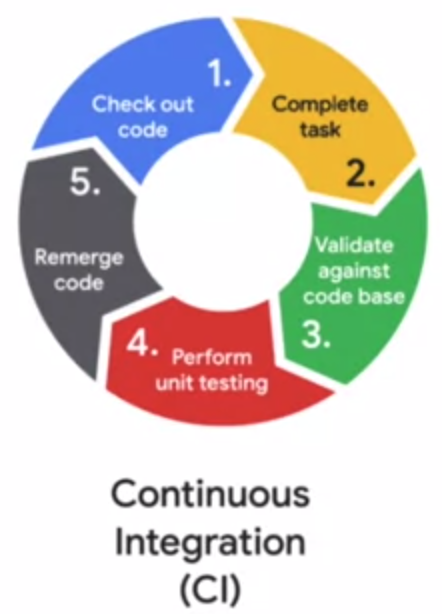 1.
Check out
code
Complete
task
2.
Validate
against
code base
3.
4.
Perform
unit testing
5.
Remerge
code
Continuous
Integration
(CI)